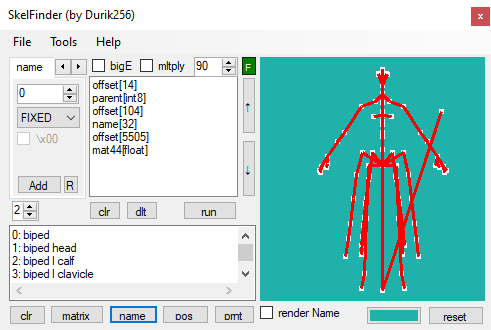 SkelFinder (by Durik256)
File Tools Help
name
bigE mltply 90 F
0
FIXED
\x00
Add R
offset[14]
parent[int8]
offset[104]
name[32]
offset[5505]
mat44[float]
↑
↓
2 clr dlt run
0: biped
1: biped head
2: biped l calf
3: biped l clavicle
clr matrix name pos prnt
render Name reset